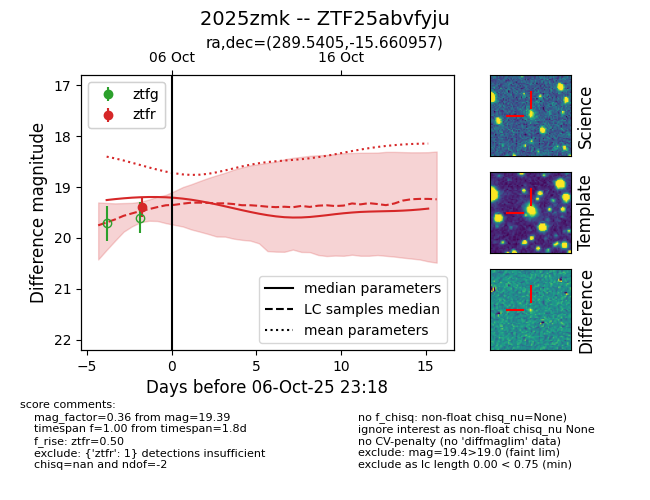 2025zmk -- ZTF25abvfyju
ra,dec=(289.5405,-15.660957)
06 Oct
16 Oct
17
18
19
20
21
22
Difference magnitude
ztfg
ztfr
median parameters
LC samples median
mean parameters
−5
0
5
10
15
Days before 06-Oct-25 23:18
Science
Template
Difference
score comments:
mag_factor=0.36 from mag=19.39
timespan f=1.00 from timespan=1.8d
f_rise: ztfr=0.50
exclude: {'ztfr': 1} detections insufficient
chisq=nan and ndof=-2
no f_chisq: non-float chisq_nu=None)
ignore interest as non-float chisq_nu None
no CV-penalty (no 'diffmaglim' data)
exclude: mag=19.4>19.0 (faint lim)
exclude as lc length 0.00 < 0.75 (min)